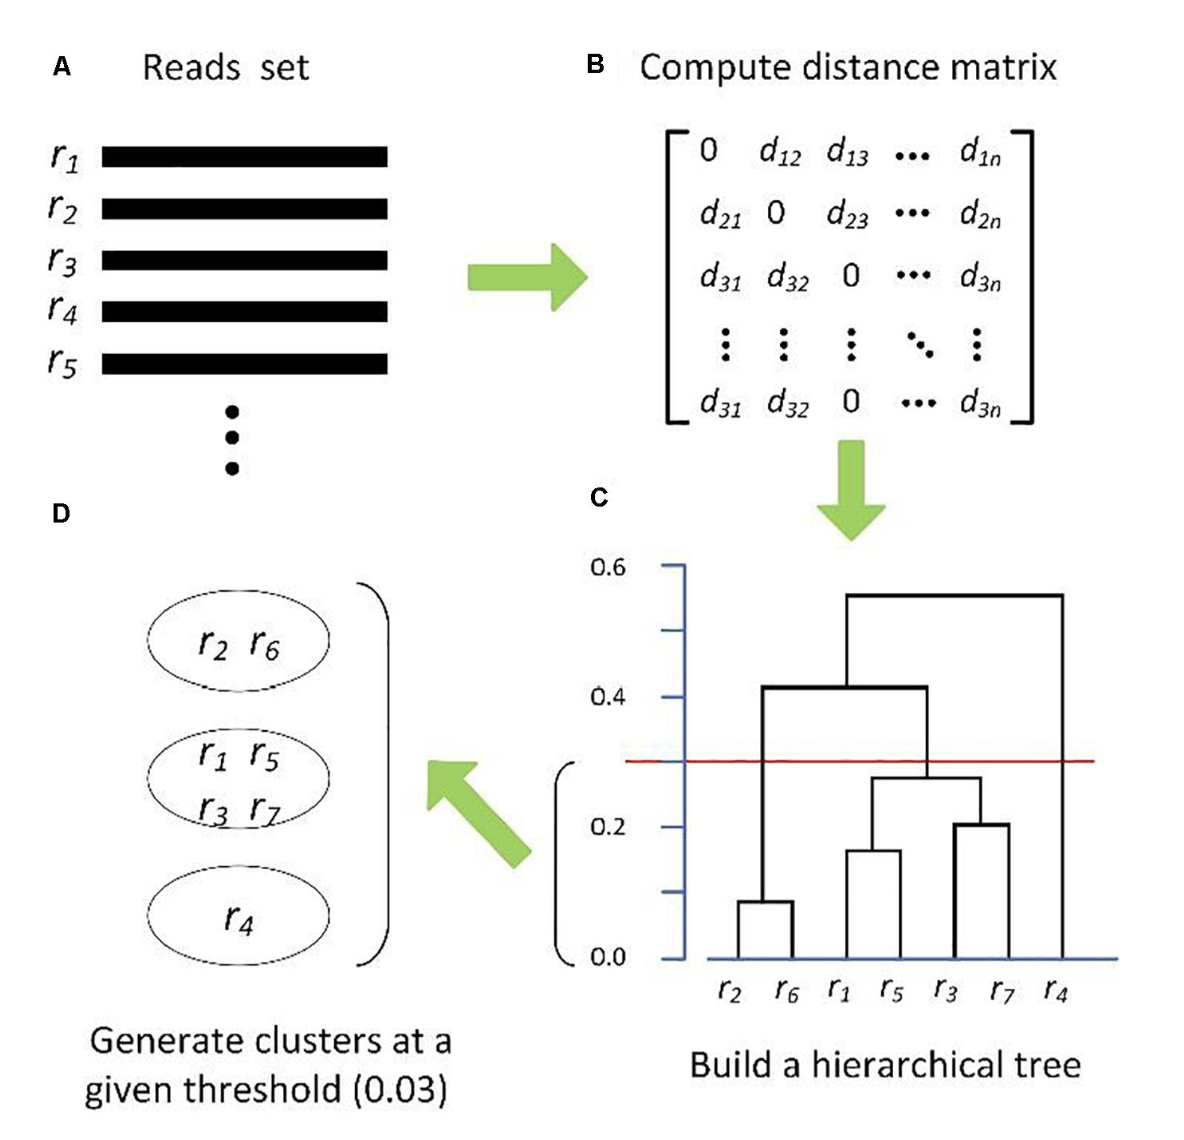 A Reads set
r1
r2
r3
r4
r5
B Compute distance matrix
0 d12 d13 ••• d1n
d21 0 d23 ••• d2n
d31 d32 0 ••• d3n
d31 d32 0 ••• d3n
C
0.6
0.4
0.2
0.0
r2 r6 r1 r5 r3 r7 r4
Build a hierarchical tree
D
r2 r6
r1 r5
r3 r7
r4
Generate clusters at a
given threshold (0.03)